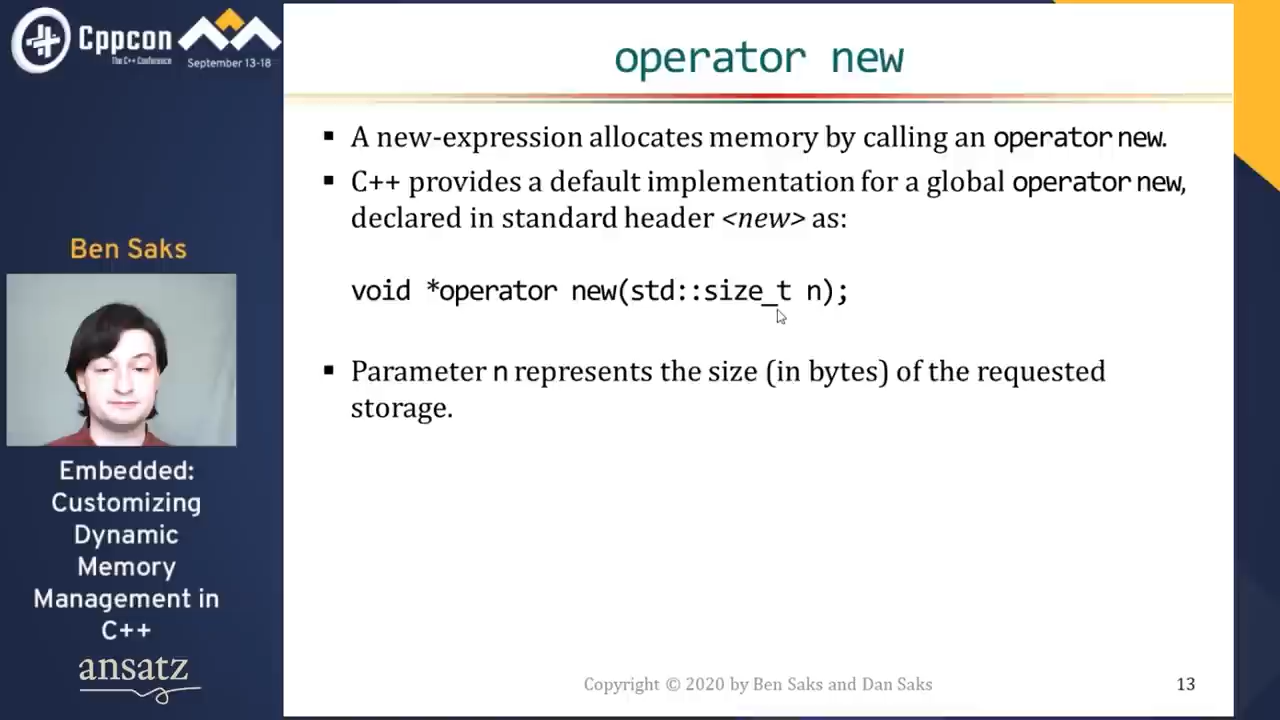 Cppcon
The C++ Conference
September 13-18
Ben Saks
Embedded:
Customizing
Dynamic
Memory
Management in
C++
ansatz
operator new
▪ A new-expression allocates memory by calling an operator new.
▪ C++ provides a default implementation for a global operator new,
declared in standard header <new> as:
void *operator new(std::size_t n);
▪ Parameter n represents the size (in bytes) of the requested
storage.
Copyright © 2020 by Ben Saks and Dan Saks
13